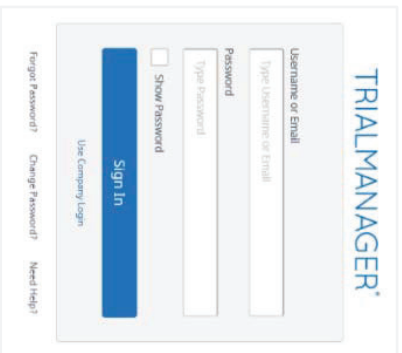 TRIALMANAGER®
Username or Email
Type Username or Email
Password
Type Password
Show Password
Sign In
Use Company Login
Forgot Password? Change Password? Need Help?